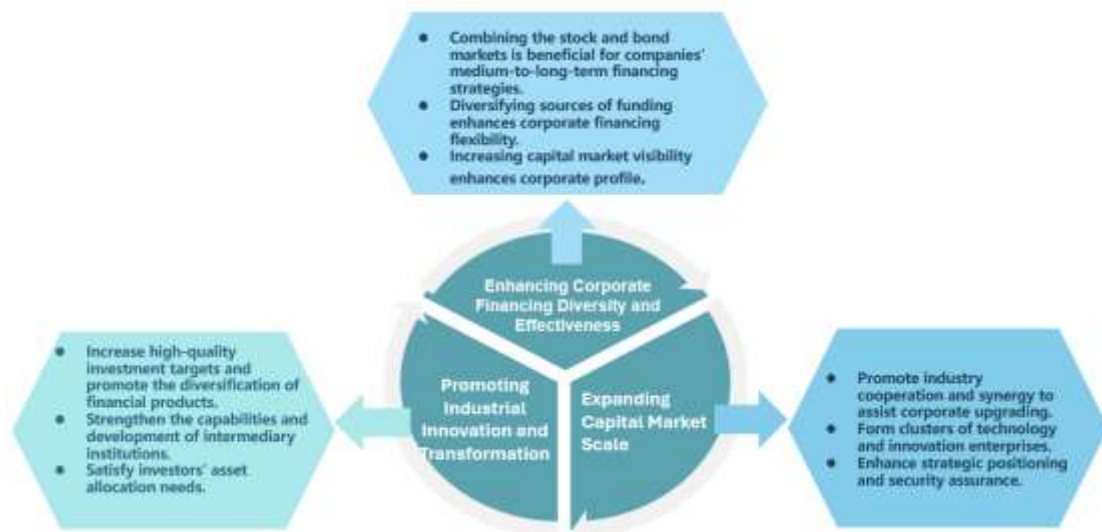 ● Combining the stock and bond
markets is beneficial for companies'
medium-to-long-term financing
strategies.
● Diversifying sources of funding
enhances corporate financing
flexibility.
● Increasing capital market visibility
enhances corporate profile.
Enhancing Corporate
Financing Diversity and
Effectiveness
● Increase high-quality
investment targets and
promote the diversification of
financial products.
● Strengthen the capabilities and
development of intermediary
institutions.
● Satisfy investors' asset
allocation needs.
Promoting
Industrial
Innovation and
Transformation
Expanding
Capital Market
Scale
● Promote industry
cooperation and synergy to
assist corporate upgrading.
● Form clusters of technology
and innovation enterprises.
● Enhance strategic positioning
and security assurance.